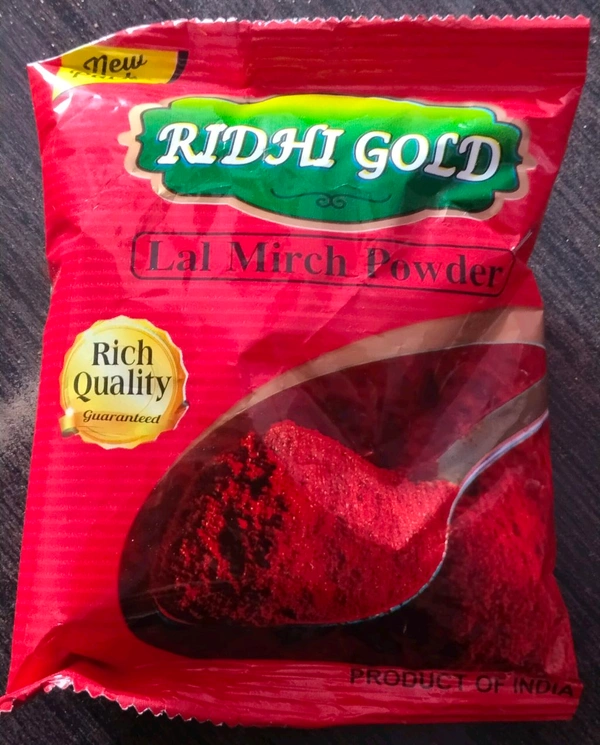 New
RIDHI GOLD
Lal Mirch Powder
Rich
Quality
Guaranteed
PRODUCT OF INDIA